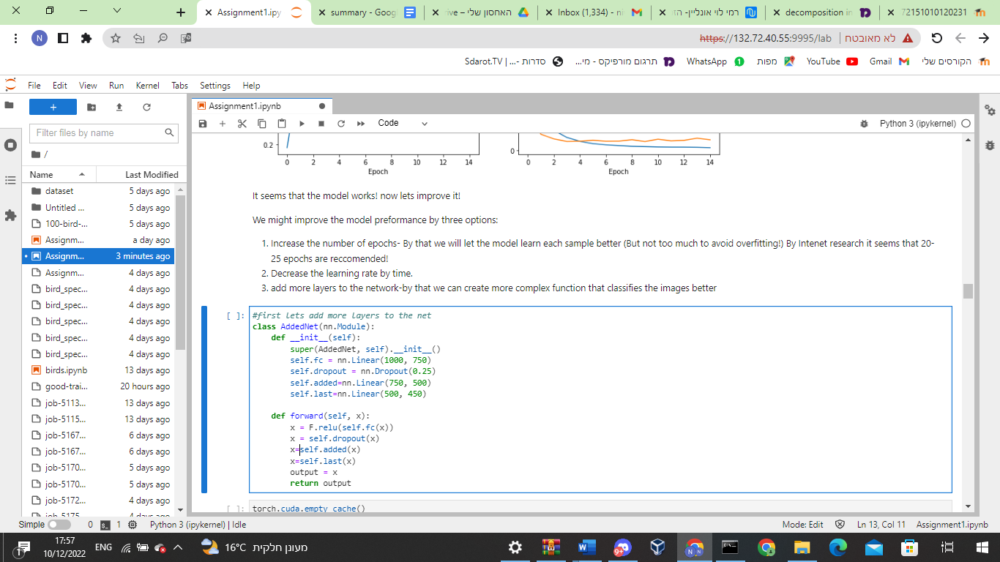 Assignment1.ipy
summary - Goog
האחסון שלי – ive
Inbox (1,334) - ni
רמי לוי אונליין- הז
decomposition in
72151010120231
N
https://132.72.40.55:9995/lab
לא מאובטח
Sdarot.TV | ...- סדרות
תרגום מורפיקס - מי...
WhatsApp
1
מפות
YouTube
Gmail
הקורסים שלי
File Edit View Run Kernel Tabs Settings Help
+
Assignment1.ipynb
Code
Python 3 (ipykernel)
Filter files by name
/
Name Last Modified
dataset 5 days ago
Untitled ... 5 days ago
100-bird-... 5 days ago
Assignm... a day ago
Assignm... 3 minutes ago
Assignm... 4 days ago
bird_spec... 4 days ago
bird_spec... 4 days ago
bird_spec... 4 days ago
bird_spec... 4 days ago
bird_spec... 4 days ago
birds.ipynb 13 days ago
good-trai... 20 hours ago
job-5113... 13 days ago
job-5115... 13 days ago
job-5167... 6 days ago
job-5167... 6 days ago
job-5170... 5 days ago
job-5170... 5 days ago
job-5172... 4 days ago
job-5175... 4 days ago
0.2
0 2 4 6 8 10 12 14
Epoch
0
0 2 4 6 8 10 12 14
Epoch
It seems that the model works! now lets improve it!
We might improve the model preformance by three options:
1. Increase the number of epochs- By that we will let the model learn each sample better (But not too much to avoid overfitting!) By Intenet research it seems that 20-
25 epochs are reccomended!
2. Decrease the learning rate by time.
3. add more layers to the network-by that we can create more complex function that classifies the images better
[ ]:
#first lets add more layers to the net
class AddedNet(nn.Module):
def __init__(self):
super(AddedNet, self).__init__()
self.fc = nn.Linear(1000, 750)
self.dropout = nn.Dropout(0.25)
self.added=nn.Linear(750, 500)
self.last=nn.Linear(500, 450)
def forward(self, x):
x = F.relu(self.fc(x))
x = self.dropout(x)
x=self.added(x)
x=self.last(x)
output = x
return output
[ ]:
torch.cuda.empty_cache()
Simple 0 1 Python 3 (ipykernel) | Idle
Mode: Edit Ln 13, Col 11 Assignment1.ipynb
1
17:57
10/12/2022
ENG
16°C מעונן חלקית
9+